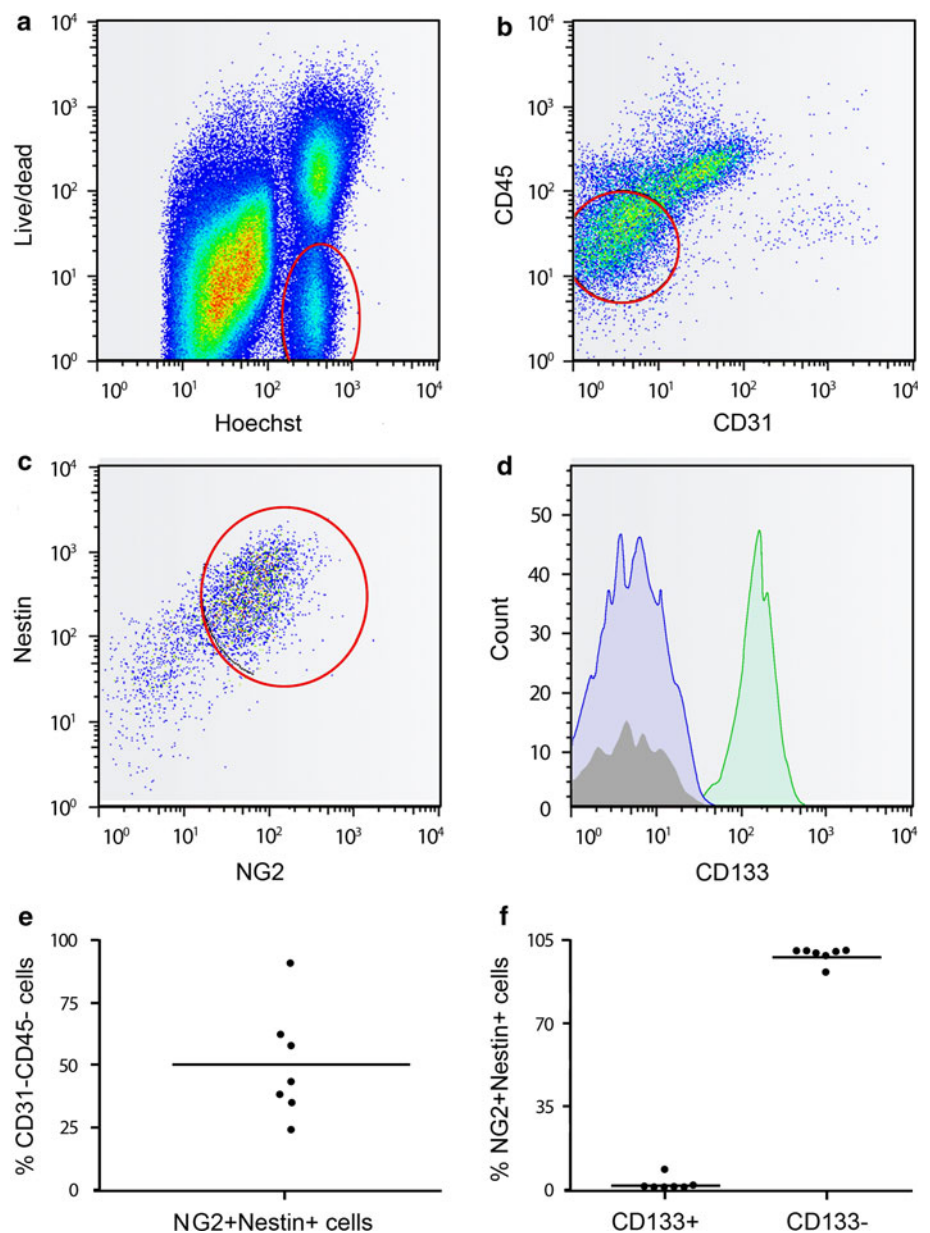 a
10⁴
10³
10²
10¹
10⁰
Live/dead
10⁰ 10¹ 10² 10³ 10⁴
Hoechst
b
10⁴
10³
10²
10¹
10⁰
CD45
10⁰ 10¹ 10² 10³ 10⁴
CD31
c
10⁴
10³
10²
10¹
10⁰
Nestin
10⁰ 10¹ 10² 10³ 10⁴
NG2
d
50
40
30
20
10
0
Count
10⁰ 10¹ 10² 10³ 10⁴
CD133
e
100
75
50
25
0
% CD31-CD45- cells
NG2+Nestin+ cells
f
105
70
35
0
% NG2+Nestin+ cells
CD133+ CD133-